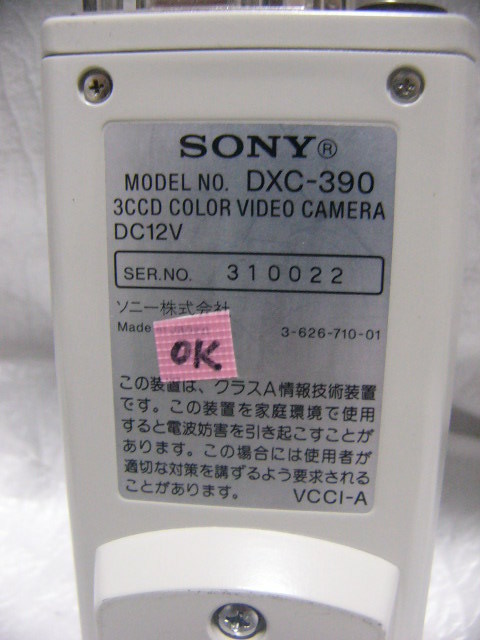 SONY®
MODEL NO. DXC-390
3CCD COLOR VIDEO CAMERA
DC12V
SER.NO. 310022
ソニー株式会社
Made
3-626-710-01
OK
この装置は、クラスA情報技術装置
です。この装置を家庭環境で使用
すると電波妨害を引き起こすことが
あります。この場合には使用者が
適切な対策を講ずるよう要求される
ことがあります。 VCCI-A